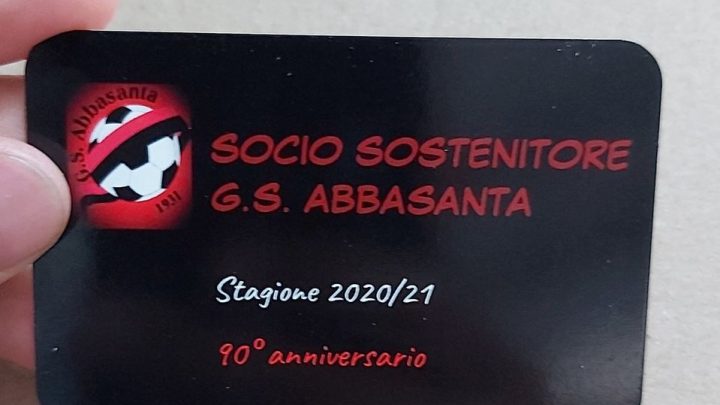 G.S. Abbasanta
1931
SOCIO SOSTENITORE
G.S. ABBASANTA
Stagione 2020/21
90° anniversario